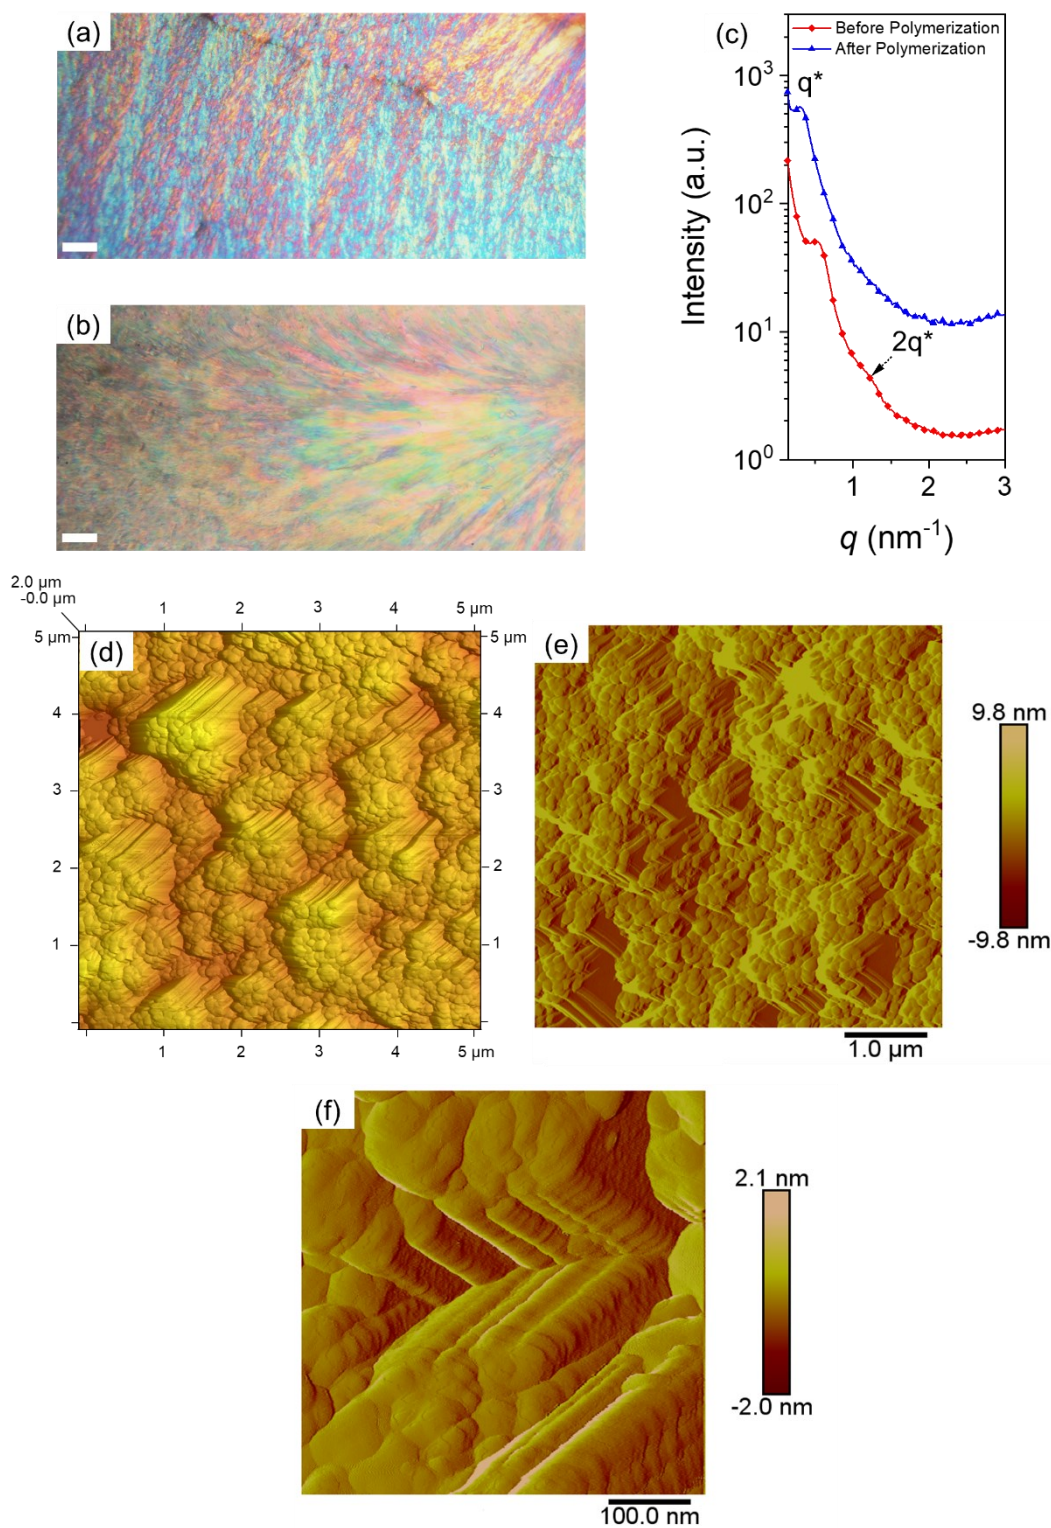 (a)
(b)
(c)
Before Polymerization
After Polymerization
q*
2q*
Intensity (a.u.)
10³
10²
10¹
10⁰
1
2
3
q (nm⁻¹)
2.0 µm
-0.0 µm
1
2
3
4
5 µm
5 µm
4
3
2
1
(d)
5 µm
4
3
2
1
1
2
3
4
5 µm
(e)
9.8 nm
-9.8 nm
1.0 µm
(f)
2.1 nm
-2.0 nm
100.0 nm